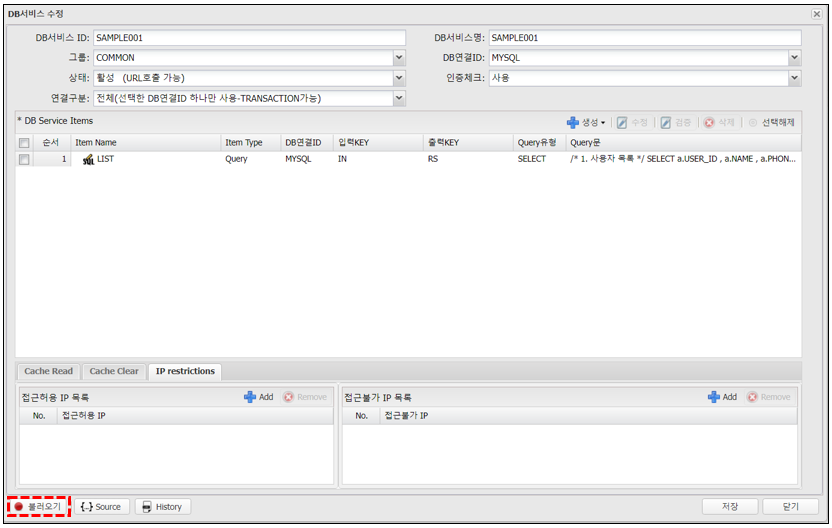 DB서비스 수정
DB서비스 ID: SAMPLE001 DB서비스명: SAMPLE001
그룹: COMMON DB연결ID: MYSQL
상태: 활성 (URL호출 가능) 인증체크: 사용
연결구분: 전체(선택한 DB연결ID 하나만 사용-TRANSACTION가능)
* DB Service Items 생성 수정 검증 삭제 선택해제
순서 Item Name Item Type DB연결ID 입력KEY 출력KEY Query유형 Query문
1 LIST Query MYSQL IN RS SELECT /* 1. 사용자 목록 */ SELECT a.USER_ID , a.NAME , a.PHON...
Cache Read Cache Clear IP restrictions
접근허용 IP 목록 Add Remove 접근불가 IP 목록 Add Remove
No. 접근허용 IP No. 접근불가 IP
불러오기 {..} Source History 저장 닫기